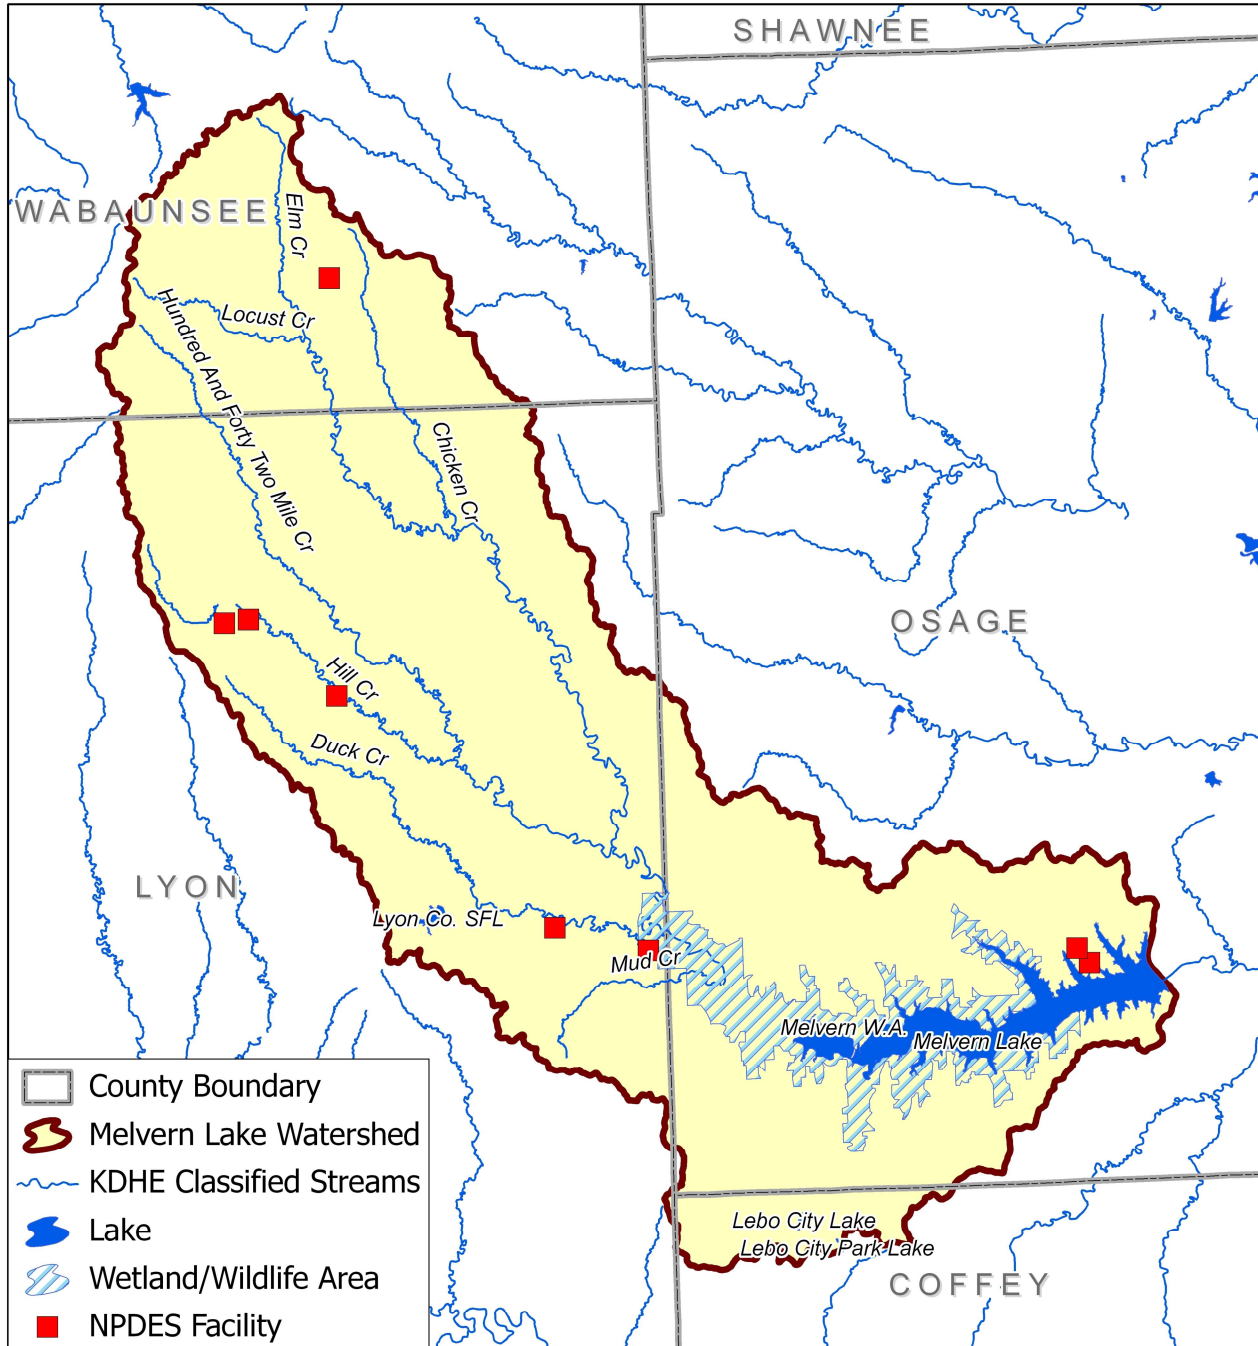 SHAWNEE
WABAUNSEE
Elm Cr
Locust Cr
Hundred And Forty Two Mile Cr
Chicken Cr
OSAGE
Hill Cr
Duck Cr
LYON
Lyon Co. SFL
Mud Cr
Melvern W.A.
Melvern Lake
Lebo City Lake
Lebo City Park Lake
COFFEY
County Boundary
Melvern Lake Watershed
KDHE Classified Streams
Lake
Wetland/Wildlife Area
NPDES Facility